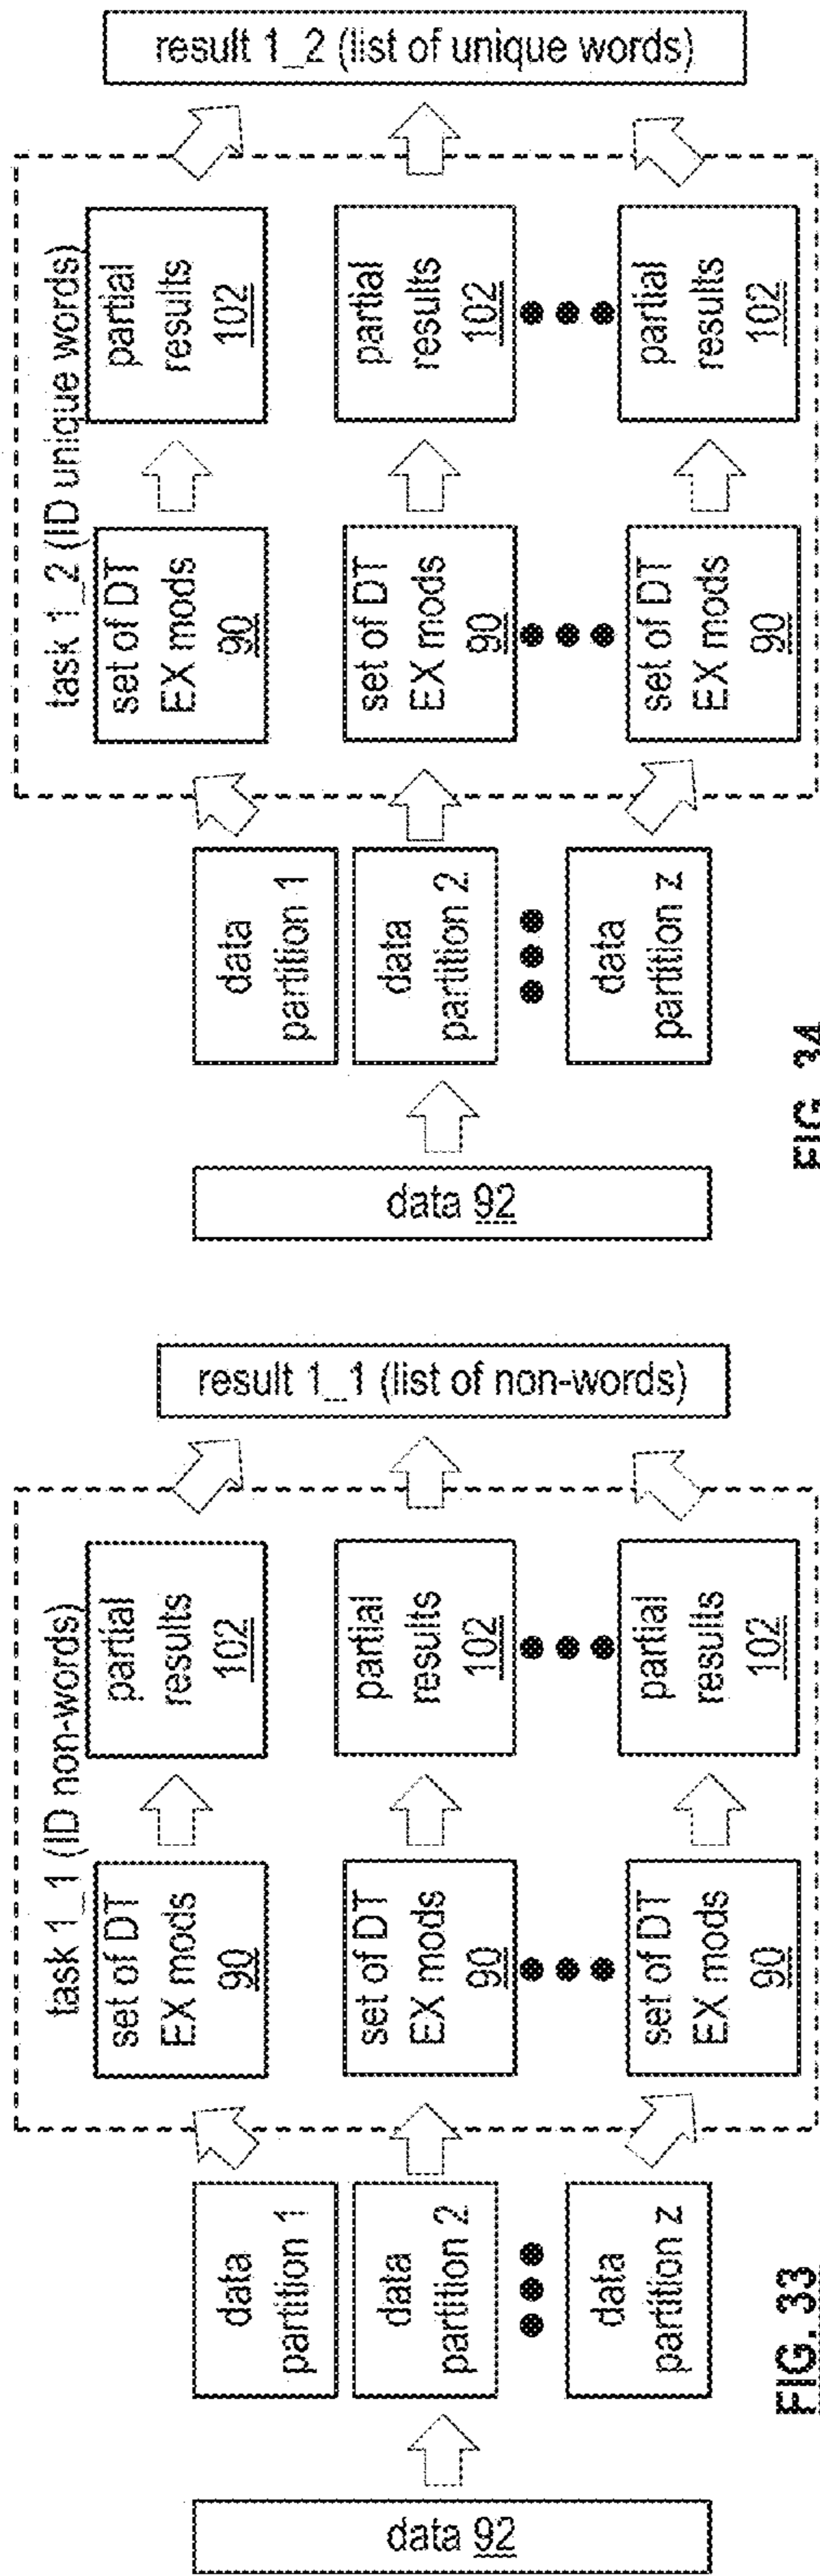 task 1_1 (ID non-words)
data 92
data
partition 1
data
partition 2
data
partition z
set of DT
EX mods
90
set of DT
EX mods
90
set of DT
EX mods
90
partial
results
102
partial
results
102
partial
results
102
result 1_1 (list of non-words)
FIG. 33
task 1_2 (ID unique words)
data 92
data
partition 1
data
partition 2
data
partition z
set of DT
EX mods
90
set of DT
EX mods
90
set of DT
EX mods
90
partial
results
102
partial
results
102
partial
results
102
result 1_2 (list of unique words)
FIG. 34